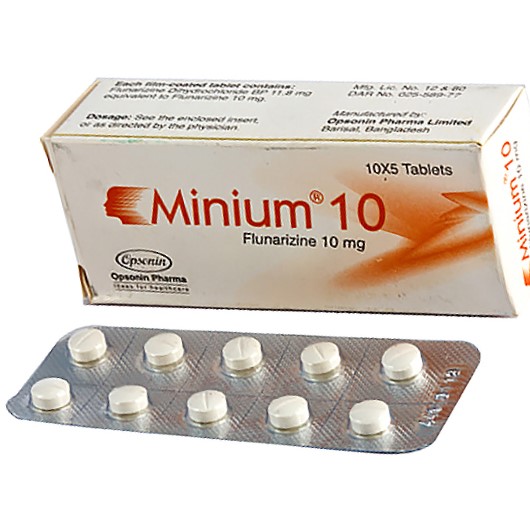 Each film-coated tablet contains:
Flunarizine Dihydrochloride BP 11.8 mg
equivalent to Flunarizine 10 mg.
Dosage: See the enclosed insert,
or as directed by the physician.
Mfg. Lic. No. 12 & 80
DAR No. 025-589-77
Manufactured by:
Opsonin Pharma Limited
Barisal, Bangladesh
10X5 Tablets
Minium® 10
Flunarizine 10 mg
Opsonin
Opsonin Pharma
Ideas for healthcare
Minium 10